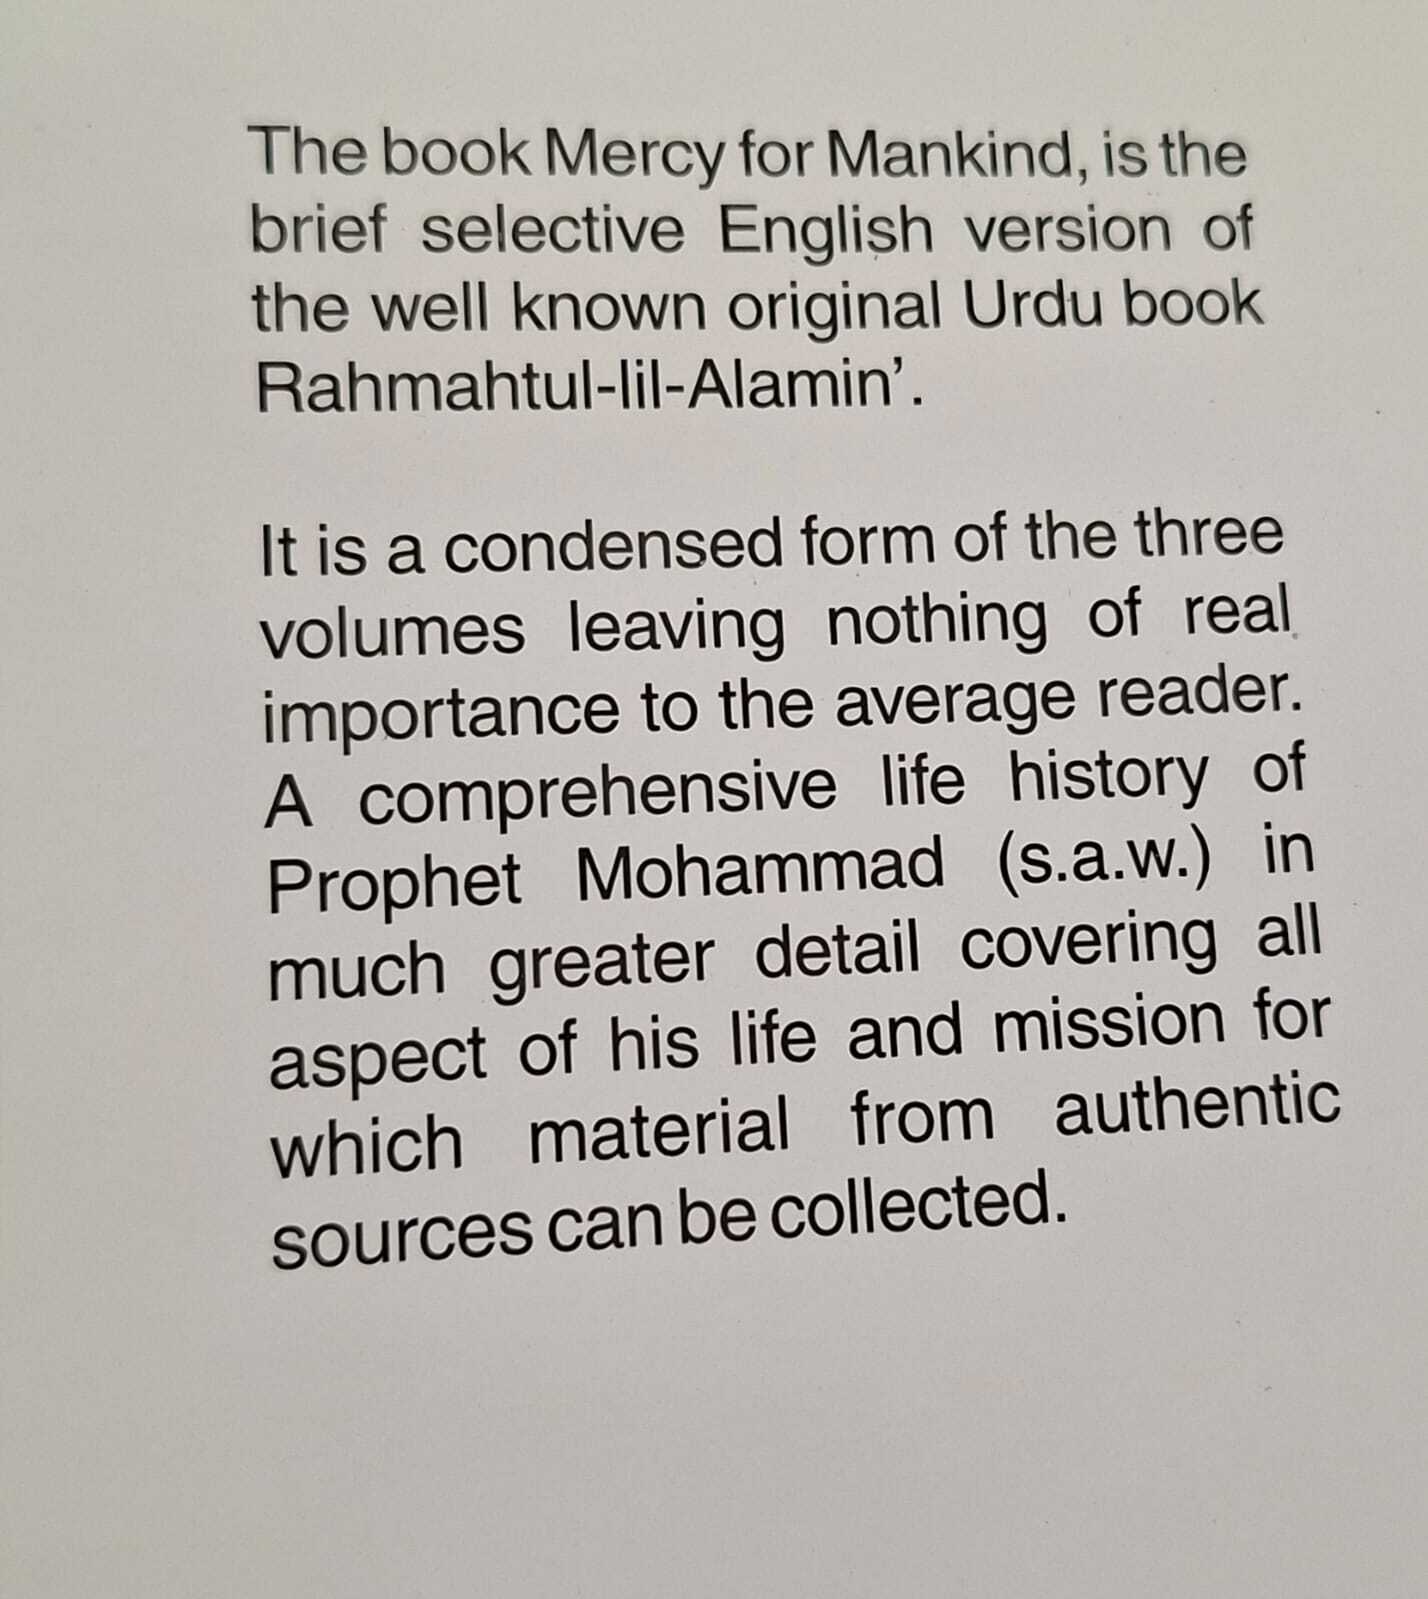 The book Mercy for Mankind, is the
brief selective English version of
the well known original Urdu book
Rahmahtul-lil-Alamin’.
It is a condensed form of the three
volumes leaving nothing of real
importance to the average reader.
A comprehensive life history of
Prophet Mohammad (s.a.w.) in
much greater detail covering all
aspect of his life and mission for
which material from authentic
sources can be collected.